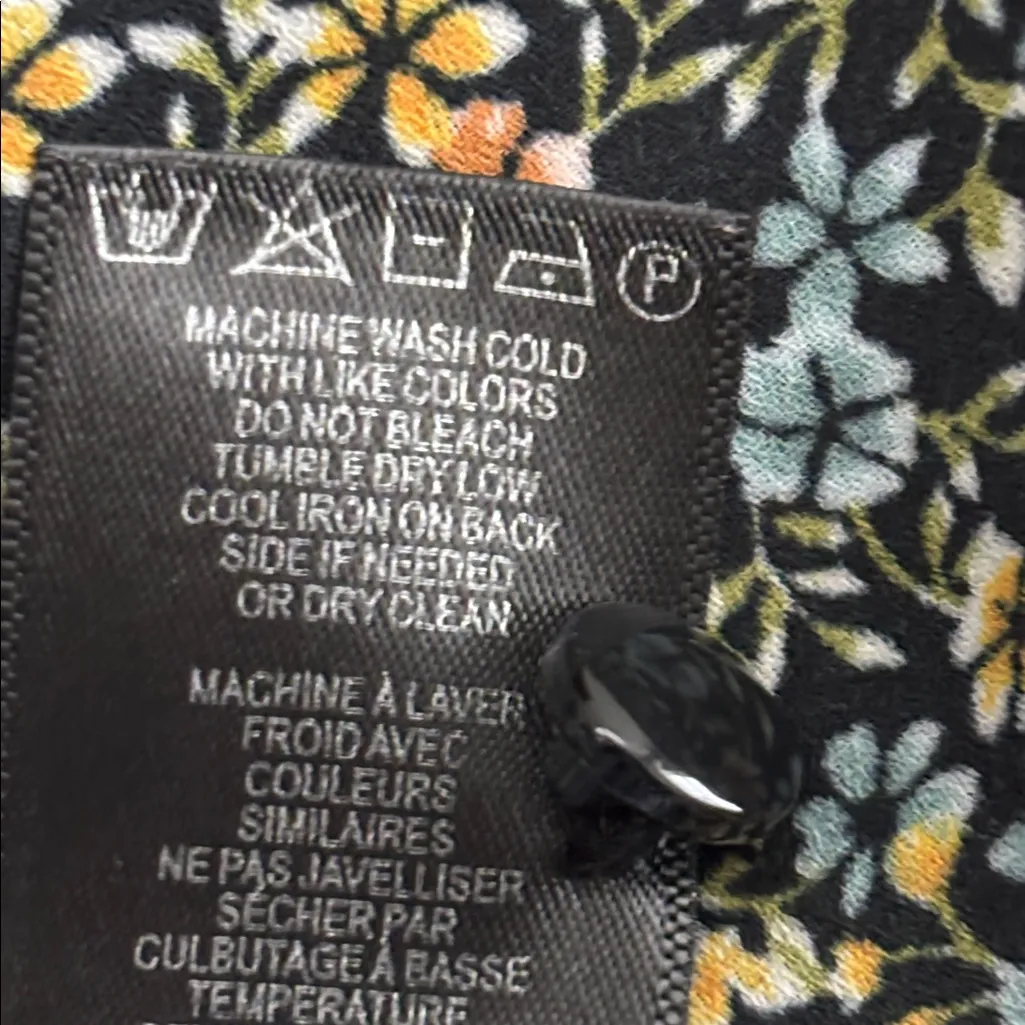 P
MACHINE WASH COLD
WITH LIKE COLORS
DO NOT BLEACH
TUMBLE DRY LOW
COOL IRON ON BACK
SIDE IF NEEDED
OR DRY CLEAN
MACHINE À LAVER
FROID AVEC
COULEURS
SIMILAIRES
NE PAS JAVELLISER
SÉCHER PAR
CULBUTAGE À BASSE
TEMPERATURE